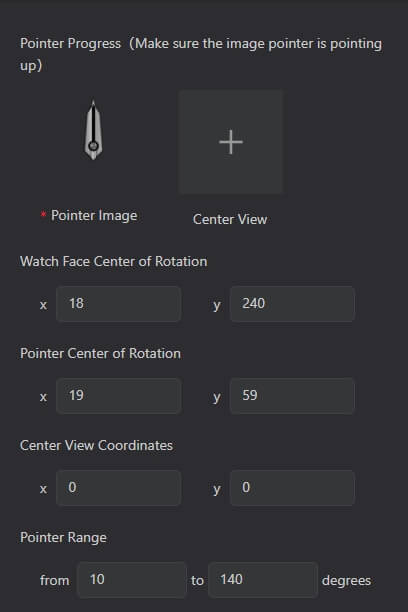 Pointer Progress（Make sure the image pointer is pointing
up）
* Pointer Image
Center View
Watch Face Center of Rotation
x 18 y 240
Pointer Center of Rotation
x 19 y 59
Center View Coordinates
x 0 y 0
Pointer Range
from 10 to 140 degrees